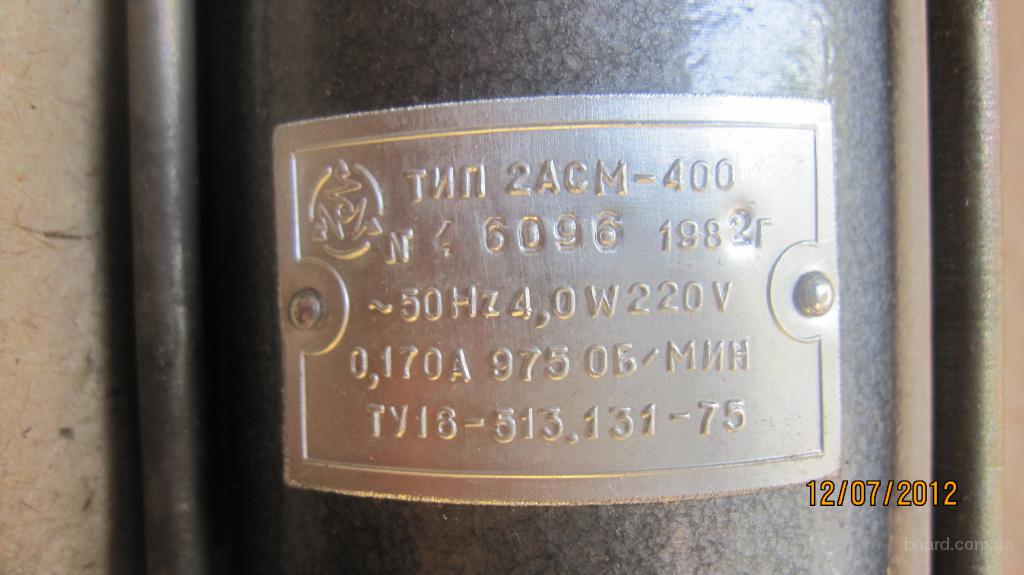 ТИП 2АСМ-400
№ 6096 1982г
~50Hz 4,0W 220V
0,170А 975 ОБ/МИН
ТУ16-513.131-75
12/07/2012
board.com.ua